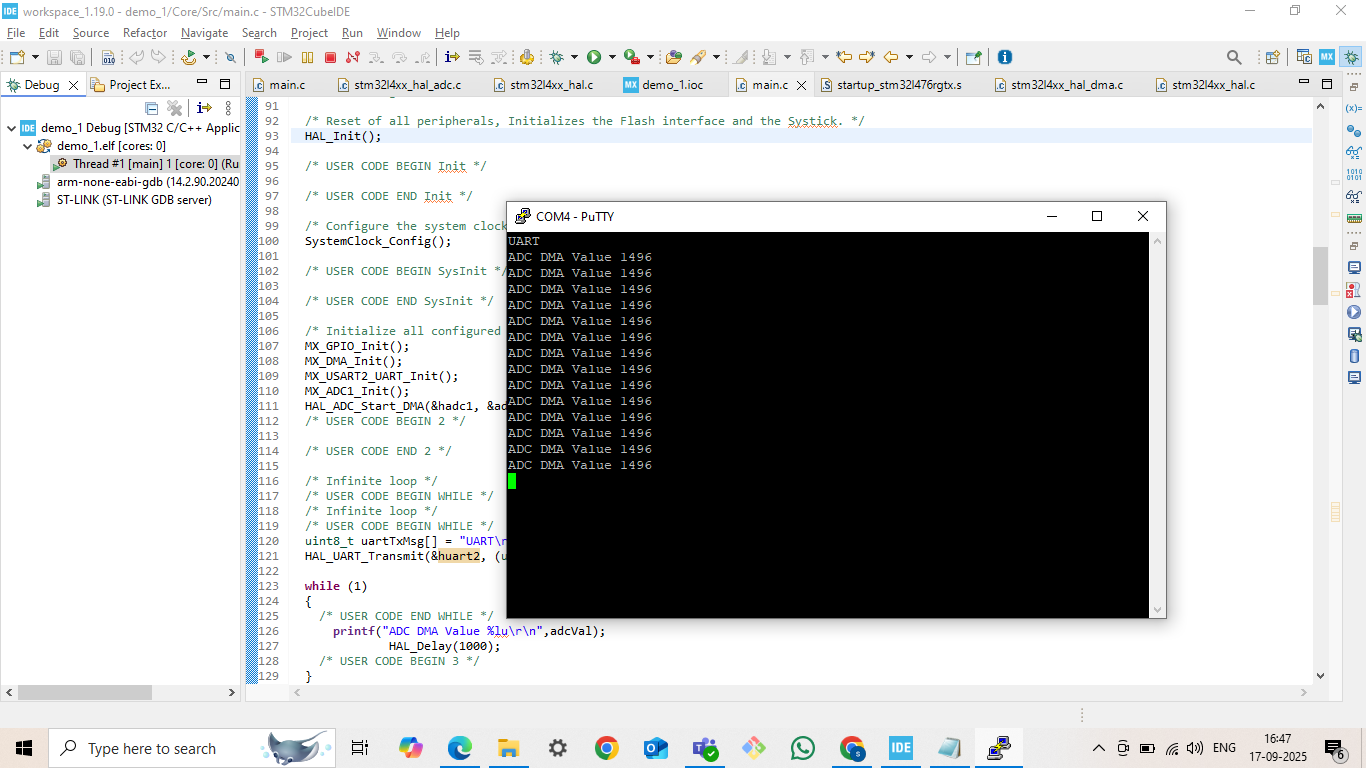 workspace_1.19.0 - demo_1/Core/Src/main.c - STM32CubeIDE
File Edit Source Refactor Navigate Search Project Run Window Help
Debug
Project Ex...
main.c
stm32l4xx_hal_adc.c
stm32l4xx_hal.c
demo_1.ioc
main.c
startup_stm32l476rgtx.s
stm32l4xx_hal_dma.c
stm32l4xx_hal.c
demo_1 Debug [STM32 C/C++ Applic
demo_1.elf [cores: 0]
Thread #1 [main] 1 [core: 0] (Ru
arm-none-eabi-gdb (14.2.90.20240
ST-LINK (ST-LINK GDB server)
91
92 /* Reset of all peripherals, Initializes the Flash interface and the Systick. */
93 HAL_Init();
94
95 /* USER CODE BEGIN Init */
96
97 /* USER CODE END Init */
98
99 /* Configure the system clock
100 SystemClock_Config();
101
102 /* USER CODE BEGIN SysInit */
103
104 /* USER CODE END SysInit */
105
106 /* Initialize all configured
107 MX_GPIO_Init();
108 MX_DMA_Init();
109 MX_USART2_UART_Init();
110 MX_ADC1_Init();
111 HAL_ADC_Start_DMA(&hadc1, &ad
112 /* USER CODE BEGIN 2 */
113
114 /* USER CODE END 2 */
115
116 /* Infinite loop */
117 /* USER CODE BEGIN WHILE */
118 /* Infinite loop */
119 /* USER CODE BEGIN WHILE */
120 uint8_t uartTxMsg[] = "UART\r
121 HAL_UART_Transmit(&huart2, (u
122
123 while (1)
124 {
125 /* USER CODE END WHILE */
126 printf("ADC DMA Value %lu\r\n",adcVal);
127 HAL_Delay(1000);
128 /* USER CODE BEGIN 3 */
129 }
COM4 - PuTTY
UART
ADC DMA Value 1496
ADC DMA Value 1496
ADC DMA Value 1496
ADC DMA Value 1496
ADC DMA Value 1496
ADC DMA Value 1496
ADC DMA Value 1496
ADC DMA Value 1496
ADC DMA Value 1496
ADC DMA Value 1496
ADC DMA Value 1496
ADC DMA Value 1496
ADC DMA Value 1496
ADC DMA Value 1496
Type here to search
IDE
ENG
16:47
17-09-2025
6